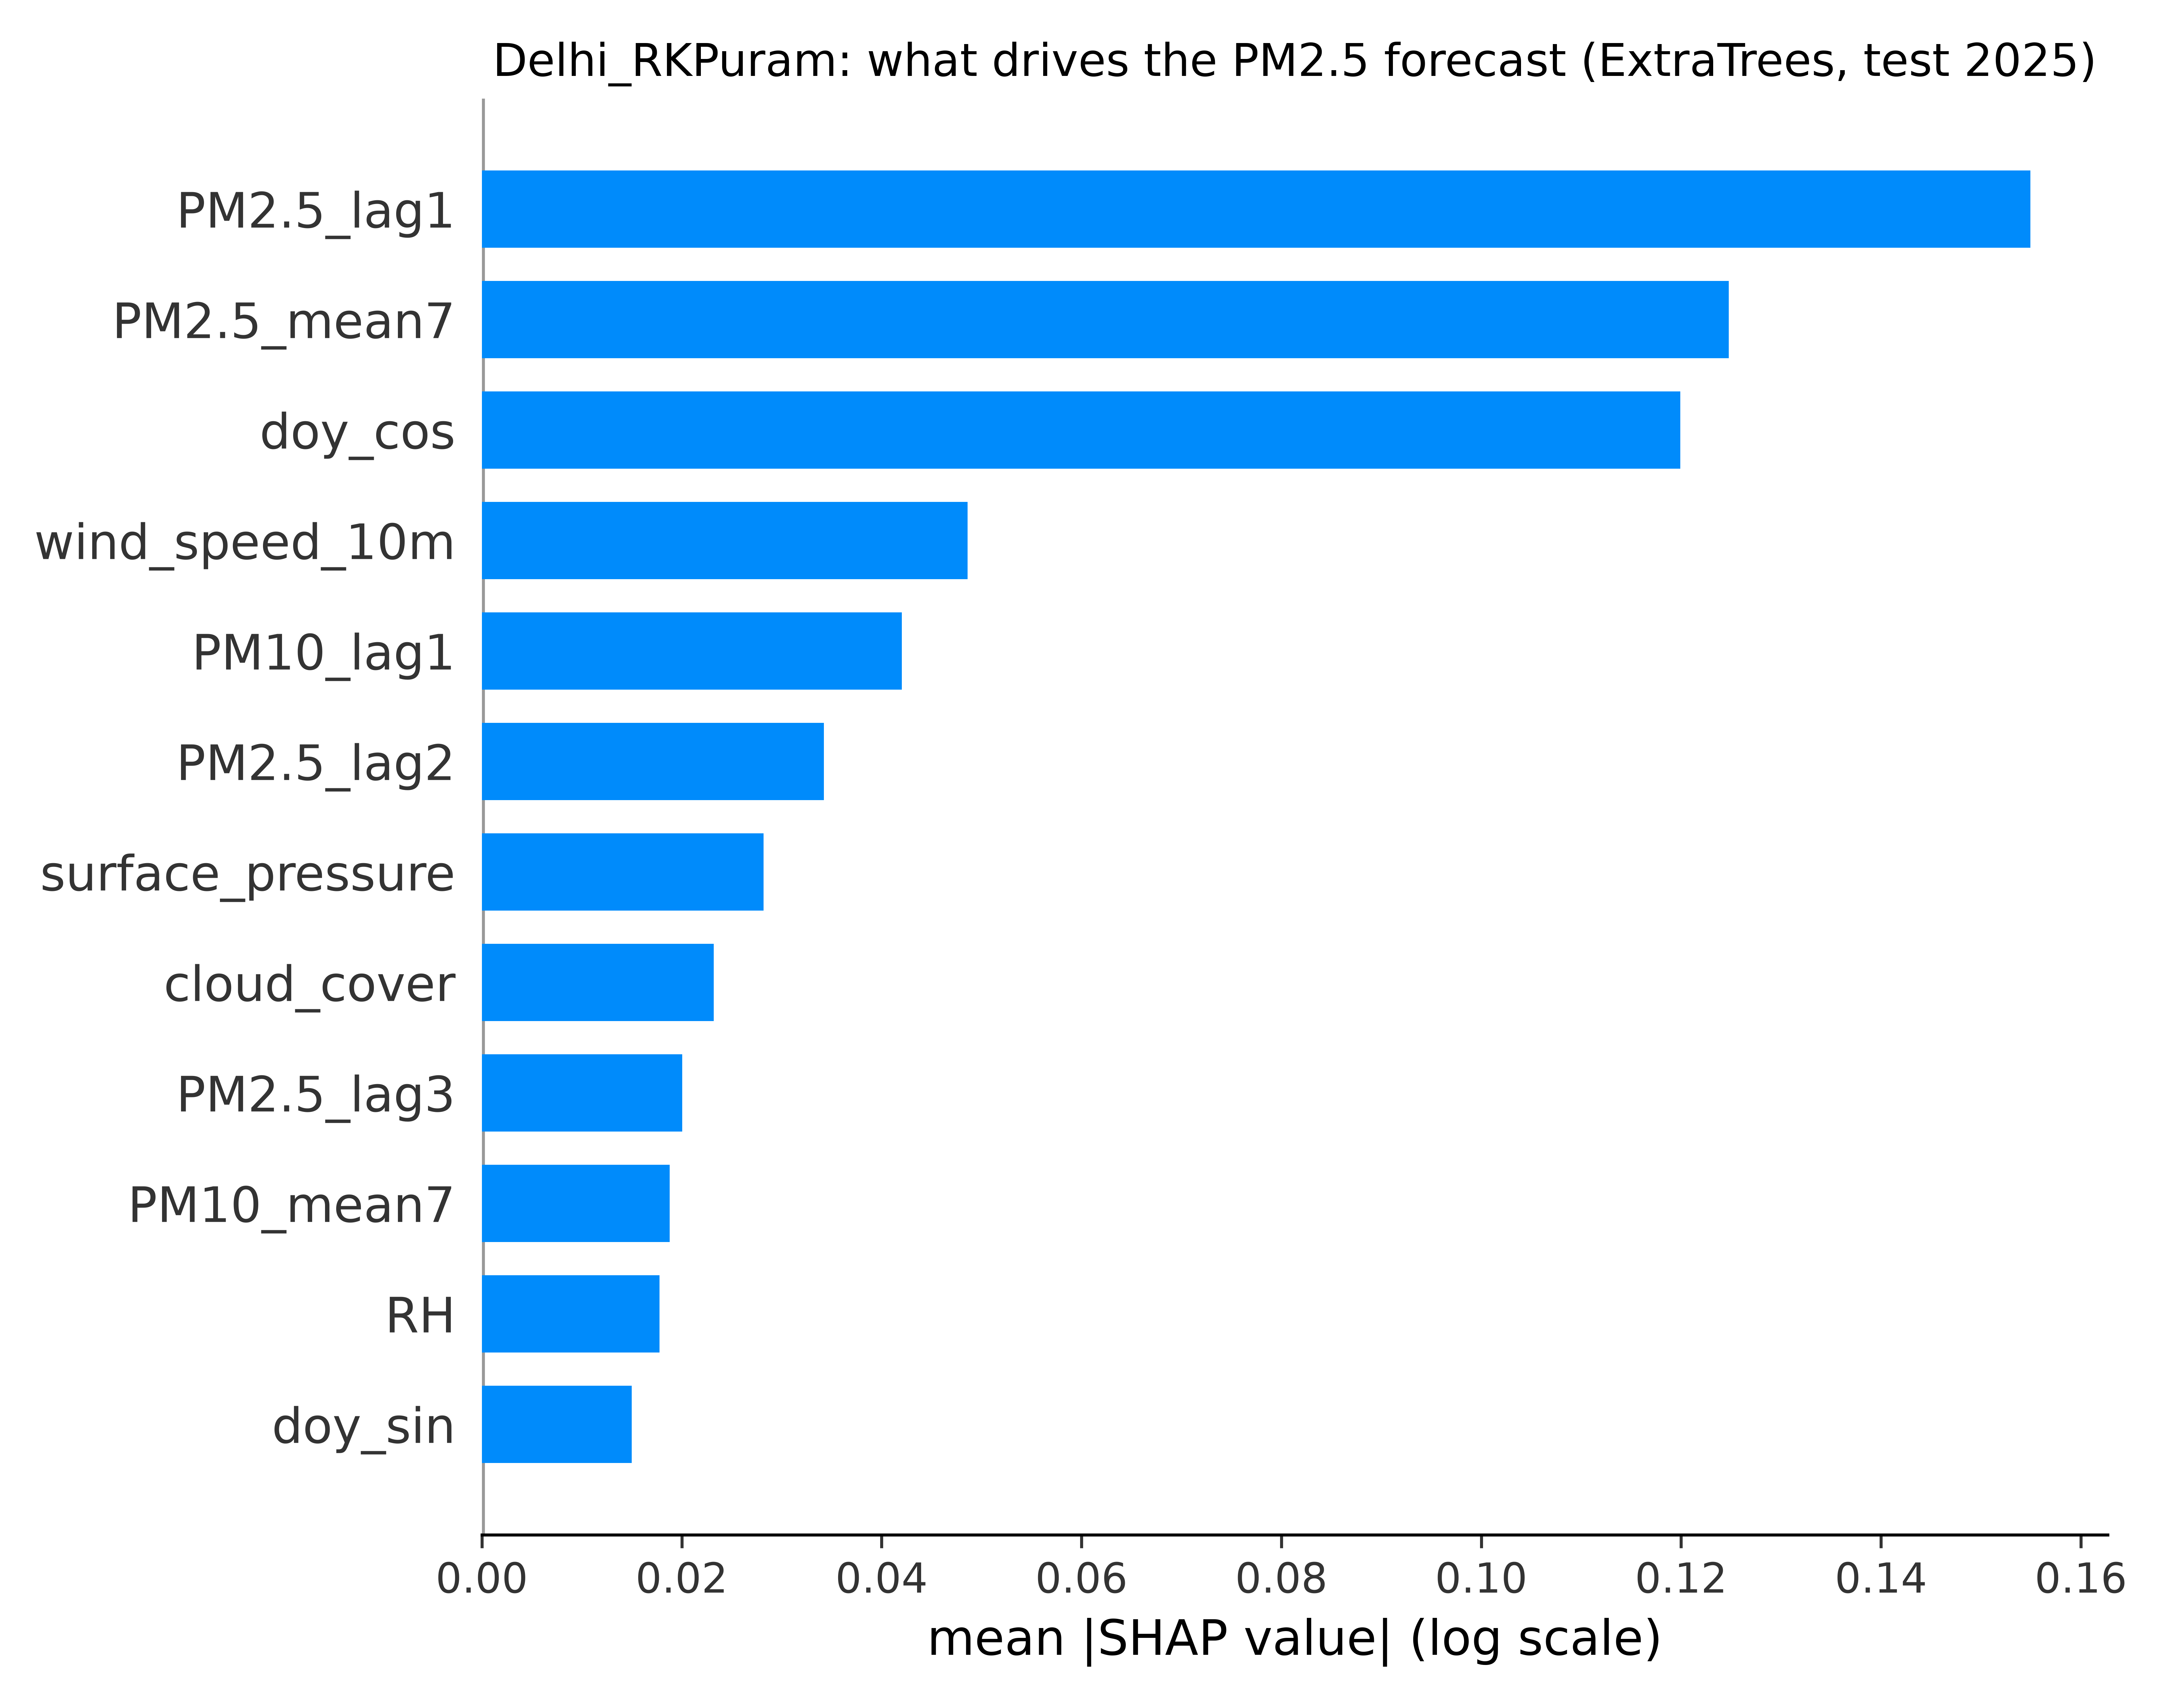 Delhi_RKPuram: what drives the PM2.5 forecast (ExtraTrees, test 2025)
PM2.5_lag1
PM2.5_mean7
doy_cos
wind_speed_10m
PM10_lag1
PM2.5_lag2
surface_pressure
cloud_cover
PM2.5_lag3
PM10_mean7
RH
doy_sin
0.00 0.02 0.04 0.06 0.08 0.10 0.12 0.14 0.16
mean |SHAP value| (log scale)